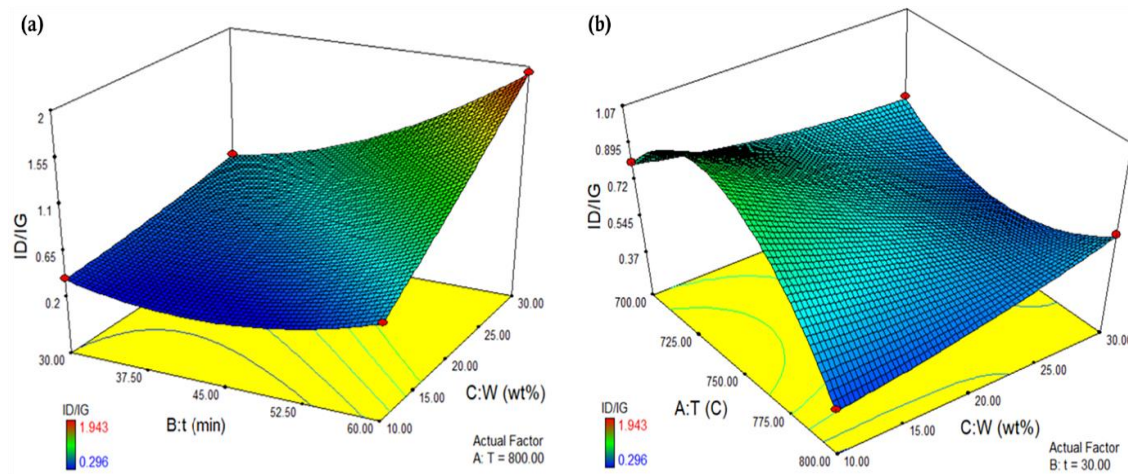 (a)
2
1.55
1.1
0.65
0.2
ID/IG
30.00
37.50
45.00
52.50
60.00
B:t (min)
10.00
15.00
20.00
25.00
30.00
C:W (wt%)
ID/IG
1.943
0.296
Actual Factor
A: T = 800.00
(b)
1.07
0.895
0.72
0.545
0.37
ID/IG
700.00
725.00
750.00
775.00
800.00
A:T (C)
10.00
15.00
20.00
25.00
30.00
C:W (wt%)
ID/IG
1.943
0.296
Actual Factor
B: t = 30.00